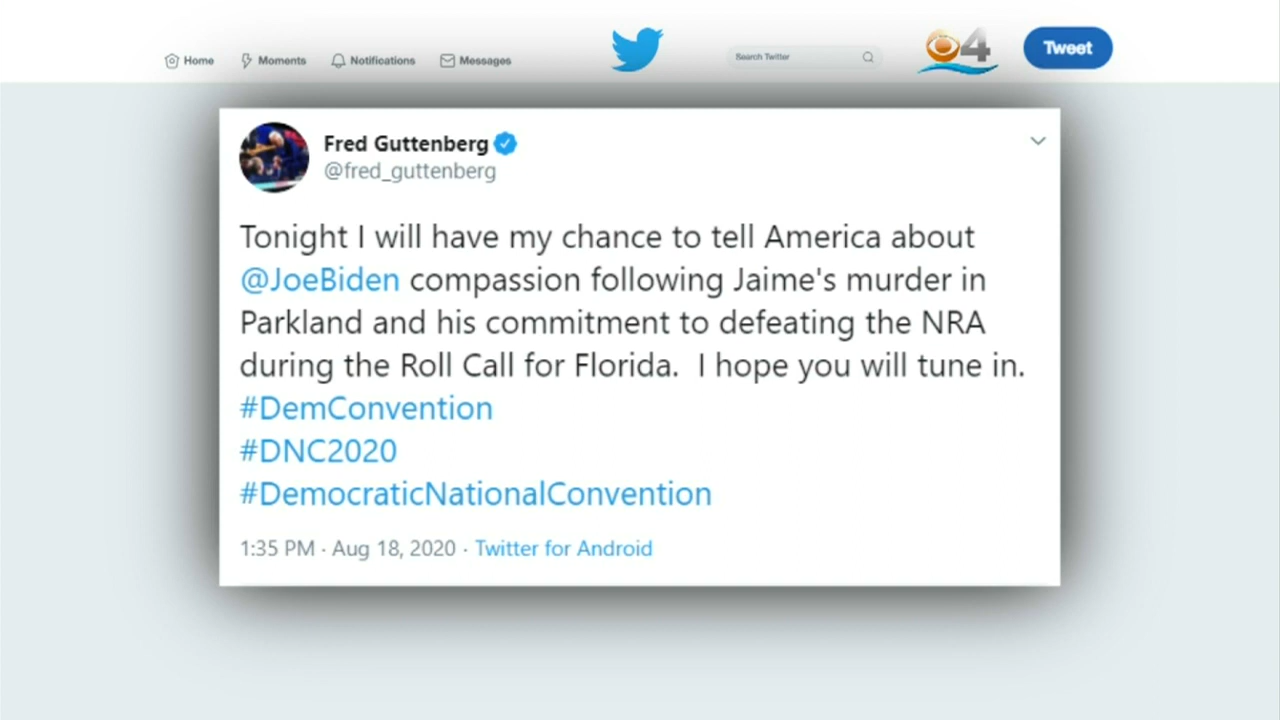 Home Moments Notifications Messages Search Twitter 4 Tweet
Fred Guttenberg
@fred_guttenberg
Tonight I will have my chance to tell America about
@JoeBiden compassion following Jaime's murder in
Parkland and his commitment to defeating the NRA
during the Roll Call for Florida.  I hope you will tune in.
#DemConvention
#DNC2020
#DemocraticNationalConvention
1:35 PM · Aug 18, 2020 · Twitter for Android